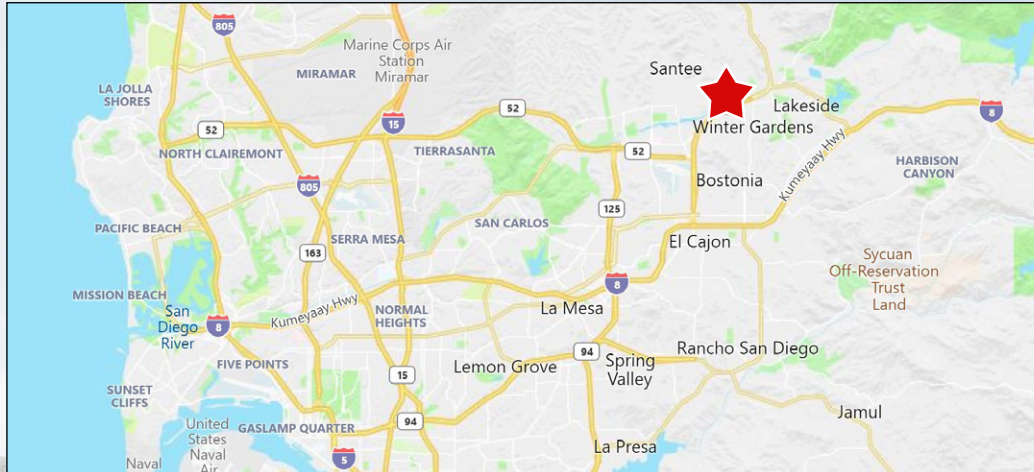 805
Marine Corps Air
Station
Miramar
MIRAMAR
Santee
LA JOLLA
SHORES
52
15
Lakeside
8
52
Winter Gardens
NORTH CLAIREMONT
TIERRASANTA
52
HARBISON
CANYON
805
Bostonia
Kumeyaay Hwy
125
PACIFIC BEACH
SAN CARLOS
SERRA MESA
163
El Cajon
Sycuan
Off-Reservation
Trust
Land
8
MISSION BEACH
San
Diego
River
8
Kumeyaay Hwy
NORMAL
HEIGHTS
La Mesa
94
FIVE POINTS
Lemon Grove
Spring
Valley
Rancho San Diego
15
SUNSET
CLIFFS
94
Jamul
United
States
Naval
Air
GASLAMP QUARTER
La Presa
5
Naval